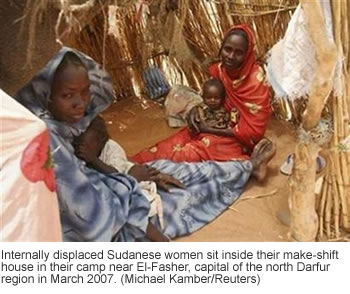 Internally displaced Sudanese women sit inside their make-shift
house in their camp near El-Fasher, capital of the north Darfur
region in March 2007. (Michael Kamber/Reuters)